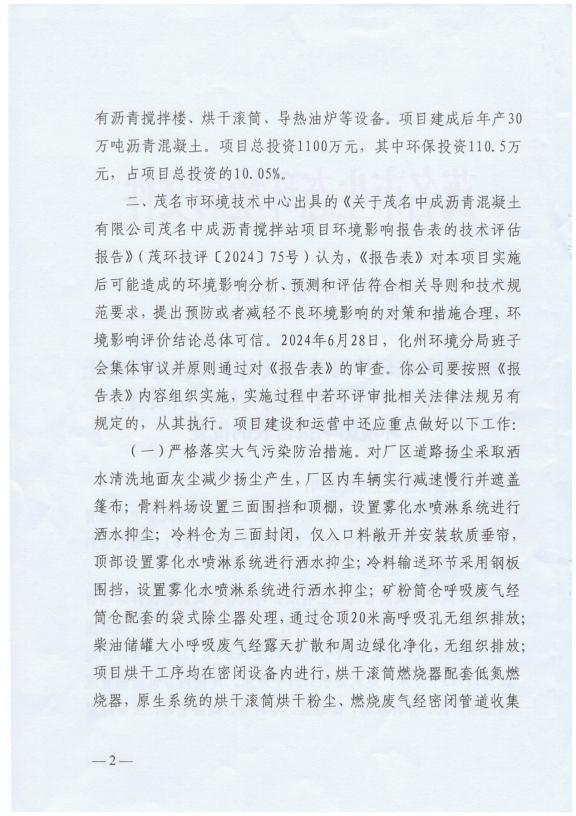 有沥青搅拌楼、烘干滚筒、导热油炉等设备。项目建成后年产30
万吨沥青混凝土。项目总投资1100万元，其中环保投资110.5万
元，占项目总投资的10.05%。
二、茂名市环境技术中心出具的《关于茂名中成沥青混凝土
有限公司茂名中成沥青搅拌站项目环境影响报告表的技术评估
报告》（茂环技评〔2024〕75号）认为，《报告表》对本项目实施
后可能造成的环境影响分析、预测和评估符合相关导则和技术规
范要求，提出预防或者减轻不良环境影响的对策和措施合理，环
境影响评价结论总体可信。2024年6月28日，化州环境分局班子
会集体审议并原则通过对《报告表》的审查。你公司要按照《报
告表》内容组织实施，实施过程中若环评审批相关法律法规另有
规定的，从其执行。项目建设和运营中还应重点做好以下工作：
（一）严格落实大气污染防治措施。对厂区道路扬尘采取洒
水清洗地面灰尘减少扬尘产生，厂区内车辆实行减速慢行并遮盖
篷布；骨料料场设置三面围挡和顶棚，设置雾化水喷淋系统进行
洒水抑尘；冷料仓为三面封闭，仅入口料敞开并安装软质垂帘，
顶部设置雾化水喷淋系统进行洒水抑尘；冷料输送环节采用钢板
围挡，设置雾化水喷淋系统进行洒水抑尘；矿粉筒仓呼吸废气经
筒仓配套的袋式除尘器处理，通过仓顶20米高呼吸孔无组织排放；
柴油储罐大小呼吸废气经露天扩散和周边绿化净化，无组织排放；
项目烘干工序均在密闭设备内进行，烘干滚筒燃烧器配套低氮燃
烧器，原生系统的烘干滚筒烘干粉尘、燃烧废气经密闭管道收集
—2—